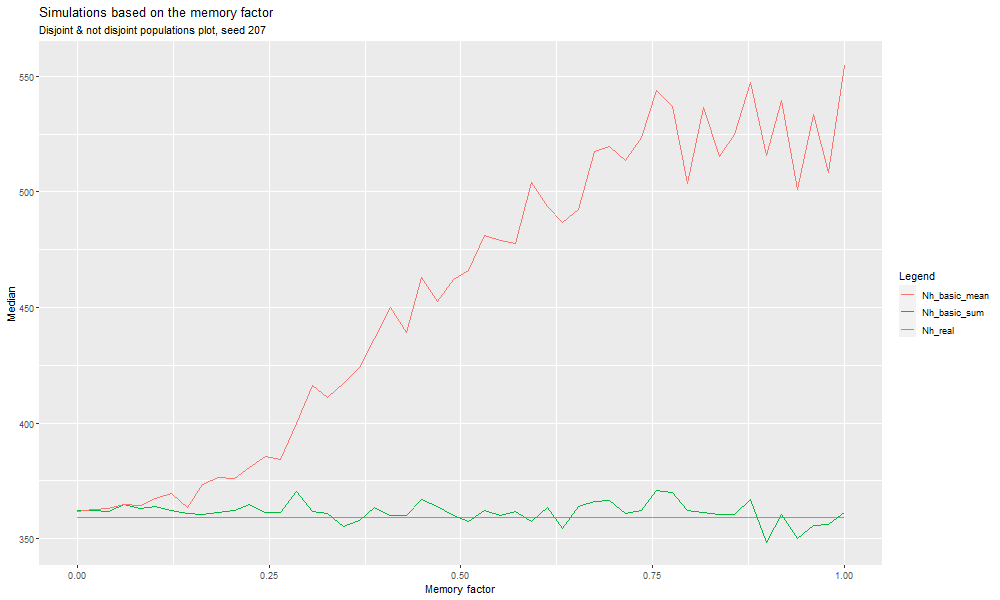 Simulations based on the memory factor
Disjoint & not disjoint populations plot, seed 207
Median
550
500
450
400
350
0.00
0.25
0.50
0.75
1.00
Memory factor
Legend
Nh_basic_mean
Nh_basic_sum
Nh_real